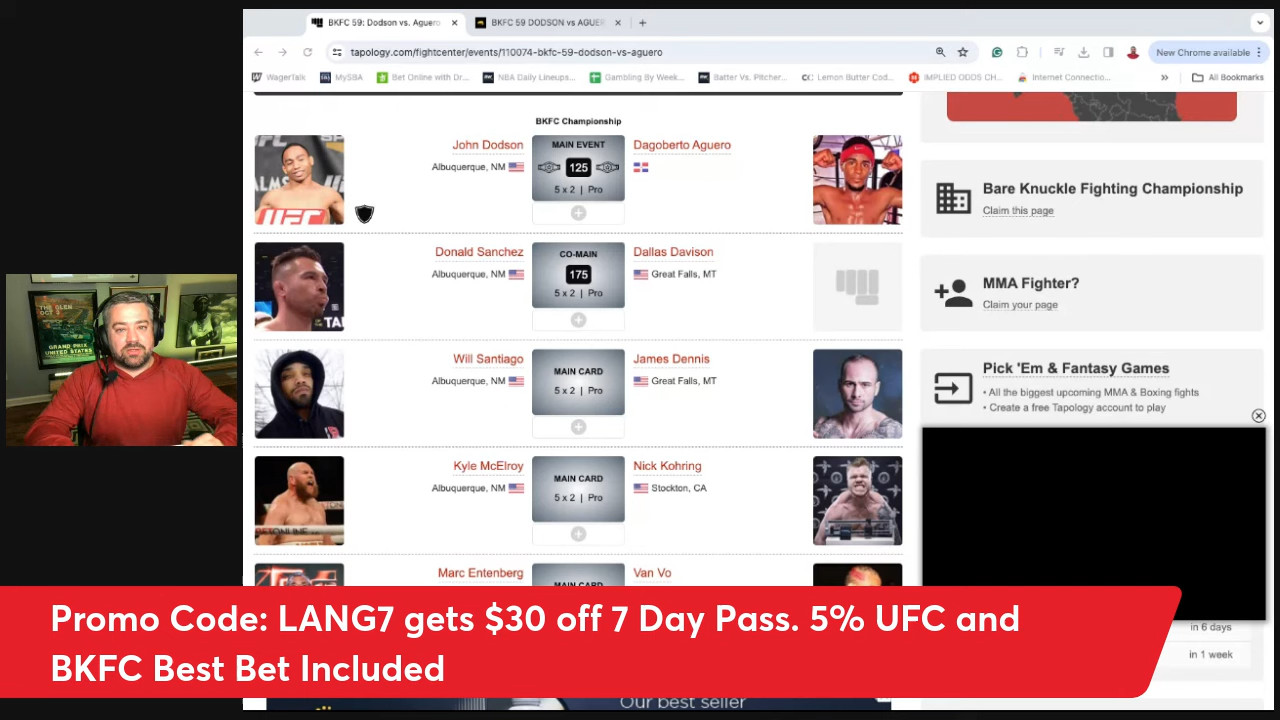 BKFC 59: Dodson vs. Aguero
BKFC 59 DODSON vs AGUER
tapology.com/fightcenter/events/110074-bkfc-59-dodson-vs-aguero
New Chrome available
WagerTalk
MySBA
Bet Online with Dr...
NBA Daily Lineups...
Gambling By Week...
Batter Vs. Pitcher...
Lemon Butter Cod...
IMPLIED ODDS CH...
Internet Connectio...
All Bookmarks
BKFC Championship
John Dodson
Albuquerque, NM
MAIN EVENT
125
5 x 2 | Pro
Dagoberto Aguero
UFC
Donald Sanchez
Albuquerque, NM
CO-MAIN
175
5 x 2 | Pro
Dallas Davison
Great Falls, MT
Will Santiago
Albuquerque, NM
MAIN CARD
5 x 2 | Pro
James Dennis
Great Falls, MT
Kyle McElroy
Albuquerque, NM
MAIN CARD
5 x 2 | Pro
Nick Kohring
Stockton, CA
Marc Entenberg
MAIN CARD
Van Vo
Bare Knuckle Fighting Championship
Claim this page
MMA Fighter?
Claim your page
Pick 'Em & Fantasy Games
• All the biggest upcoming MMA & Boxing fights
• Create a free Tapology account to play
in 6 days
in 1 week
GRAND PRIX
UNITED STATES
Promo Code: LANG7 gets $30 off 7 Day Pass. 5% UFC and
BKFC Best Bet Included
Our best seller